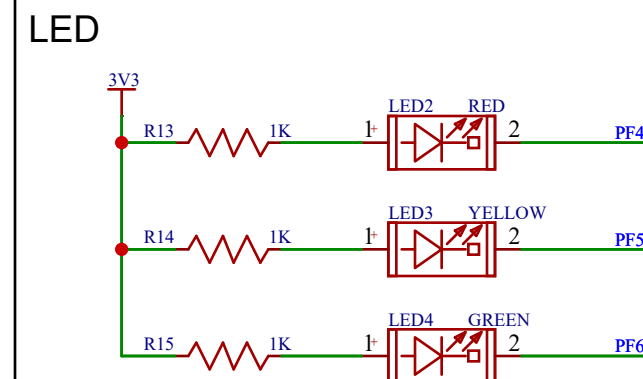 LED
3V3
LED2 RED
R13 1K 1+ 2 PF4
LED3 YELLOW
R14 1K 1+ 2 PF5
LED4 GREEN
R15 1K 1+ 2 PF6